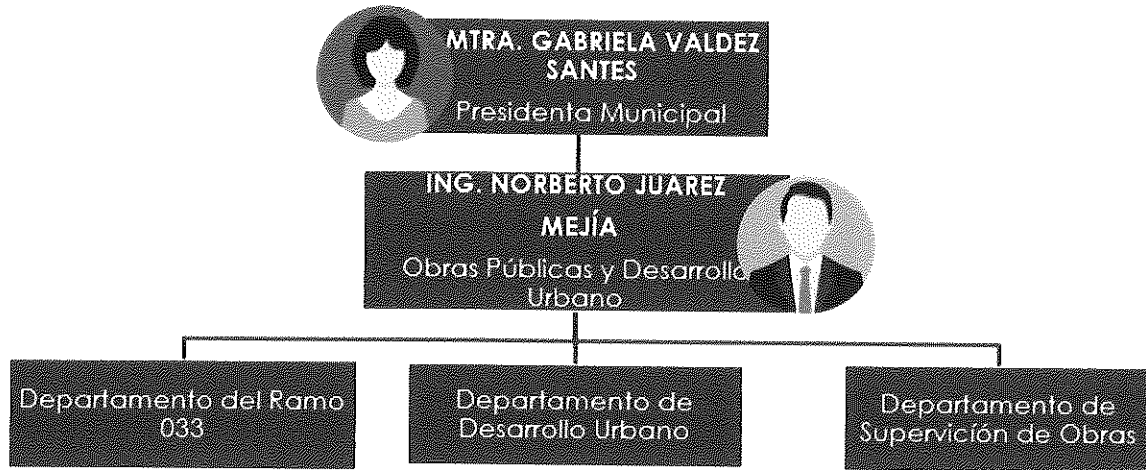 MTRA. GABRIELA VALDEZ
SANTES
Presidenta Municipal
ING. NORBERTO JUAREZ
MEJÍA
Obras Públicas y Desarrollo
Urbano
Departamento del Ramo
033
Departamento de
Desarrollo Urbano
Departamento de
Supervicíón de Obras